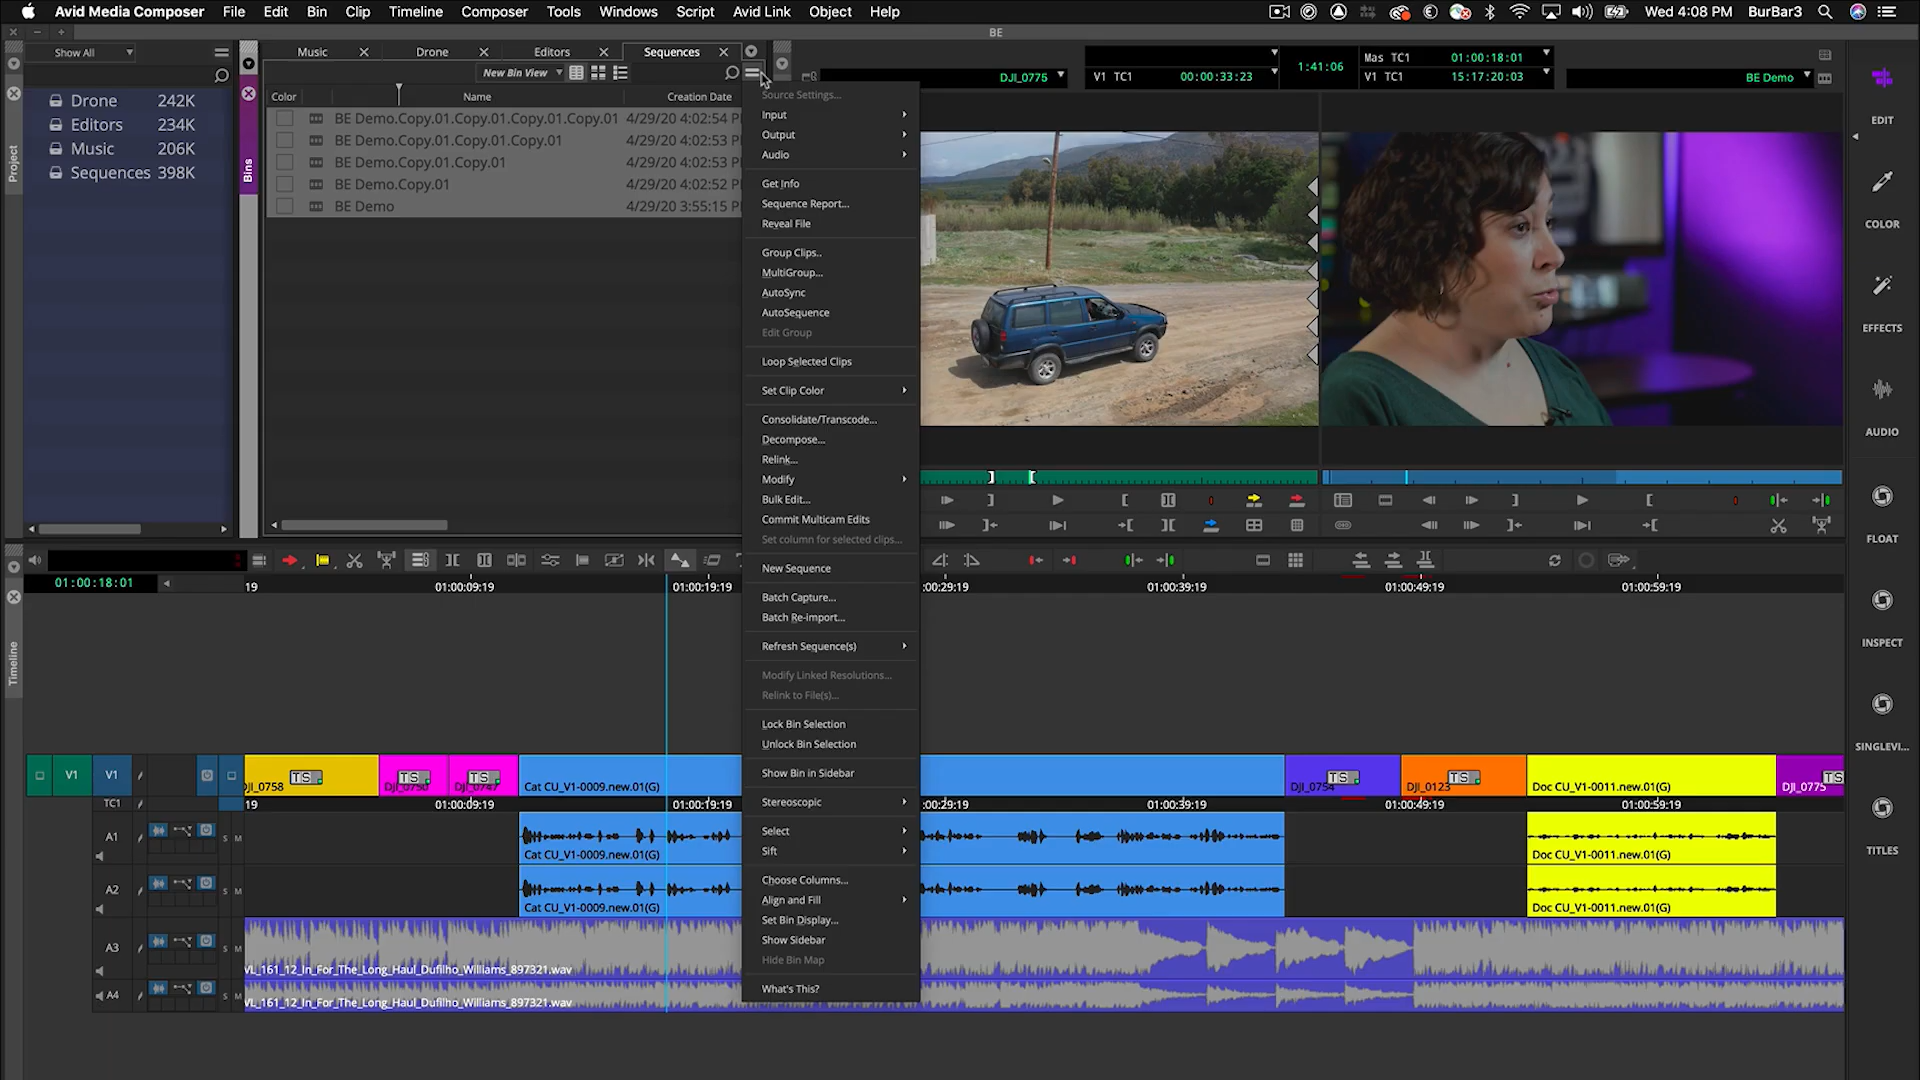 Avid Media Composer File Edit Bin Clip Timeline Composer Tools Windows Script Avid Link Object Help Wed 4:08 PM BurBar3
BE
Show All
Project
Drone 242K
Editors 234K
Music 206K
Sequences 398K
Bins
Music Drone Editors Sequences
New Bin View
Color Name Creation Date
BE Demo.Copy.01.Copy.01.Copy.01.Copy.01 4/29/20 4:02:54 P
BE Demo.Copy.01.Copy.01.Copy.01 4/29/20 4:02:53 P
BE Demo.Copy.01.Copy.01 4/29/20 4:02:53 P
BE Demo.Copy.01 4/29/20 4:02:52 P
BE Demo 4/29/20 3:55:15 P
Source Settings...
Input
Output
Audio
Get Info
Sequence Report...
Reveal File
Group Clips..
MultiGroup...
AutoSync
AutoSequence
Edit Group
Loop Selected Clips
Set Clip Color
Consolidate/Transcode...
Decompose...
Relink...
Modify
Bulk Edit...
Commit Multicam Edits
Set column for selected clips...
New Sequence
Batch Capture...
Batch Re-import...
Refresh Sequence(s)
Modify Linked Resolutions...
Relink to File(s)...
Lock Bin Selection
Unlock Bin Selection
Show Bin in Sidebar
Stereoscopic
Select
Sift
Choose Columns...
Align and Fill
Set Bin Display...
Show Sidebar
Hide Bin Map
What's This?
DJI_0775
V1 TC1 00:00:33:23
1:41:06
Mas TC1 01:00:18:01
V1 TC1 15:17:20:03
BE Demo
EDIT
COLOR
EFFECTS
AUDIO
FLOAT
INSPECT
SINGLEVI...
TITLES
Timeline
01:00:18:01
19 01:00:09:19 01:00:19:19 :00:29:19 01:00:39:19 01:00:49:19 01:00:59:19
V1 V1
TS TS TS TS TS TS
DJI_0758 DJI_0750 DJI_0747 Cat CU_V1-0009.new.01(G) DJI_0754 DJI_0123 Doc CU_V1-0011.new.01(G) DJI_0775
TC1 19 01:00:09:19 01:00:19:19 :00:29:19 01:00:39:19 01:00:49:19 01:00:59:19
A1 S M
Cat CU_V1-0009.new.01(G) Doc CU_V1-0011.new.01(G)
A2 S M
Cat CU_V1-0009.new.01(G) Doc CU_V1-0011.new.01(G)
A3 S M
VL_161_12_In_For_The_Long_Haul_Dufilho_Williams_897321.wav
A4 S M
VL_161_12_In_For_The_Long_Haul_Dufilho_Williams_897321.wav